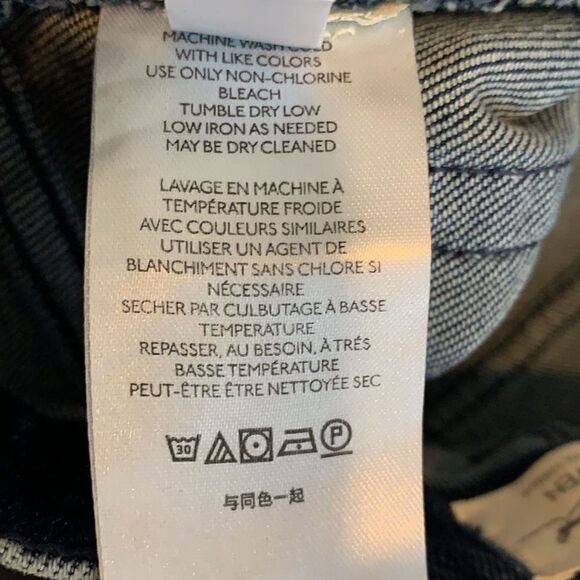 MACHINE WASH COLD
WITH LIKE COLORS
USE ONLY NON-CHLORINE
BLEACH
TUMBLE DRY LOW
LOW IRON AS NEEDED
MAY BE DRY CLEANED
LAVAGE EN MACHINE À
TEMPÉRATURE FROIDE
AVEC COULEURS SIMILAIRES
UTILISER UN AGENT DE
BLANCHIMENT SANS CHLORE SI
NÉCESSAIRE
SECHER PAR CULBUTAGE À BASSE
TEMPERATURE
REPASSER, AU BESOIN, À TRÉS
BASSE TEMPÉRATURE
PEUT-ÊTRE ÊTRE NETTOYÉE SEC
30 P
与同色一起
EN